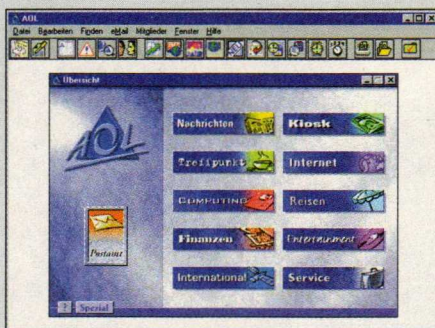 AOL
Datei Bearbeiten Finden eMail Mitglieder Fenster Hilfe
Übersicht
AOL
Nachrichten Kiosk
Treffpunkt Internet
COMPUTING Reisen
Finanzen Entertainment
International Service
Postamt
? Spezial